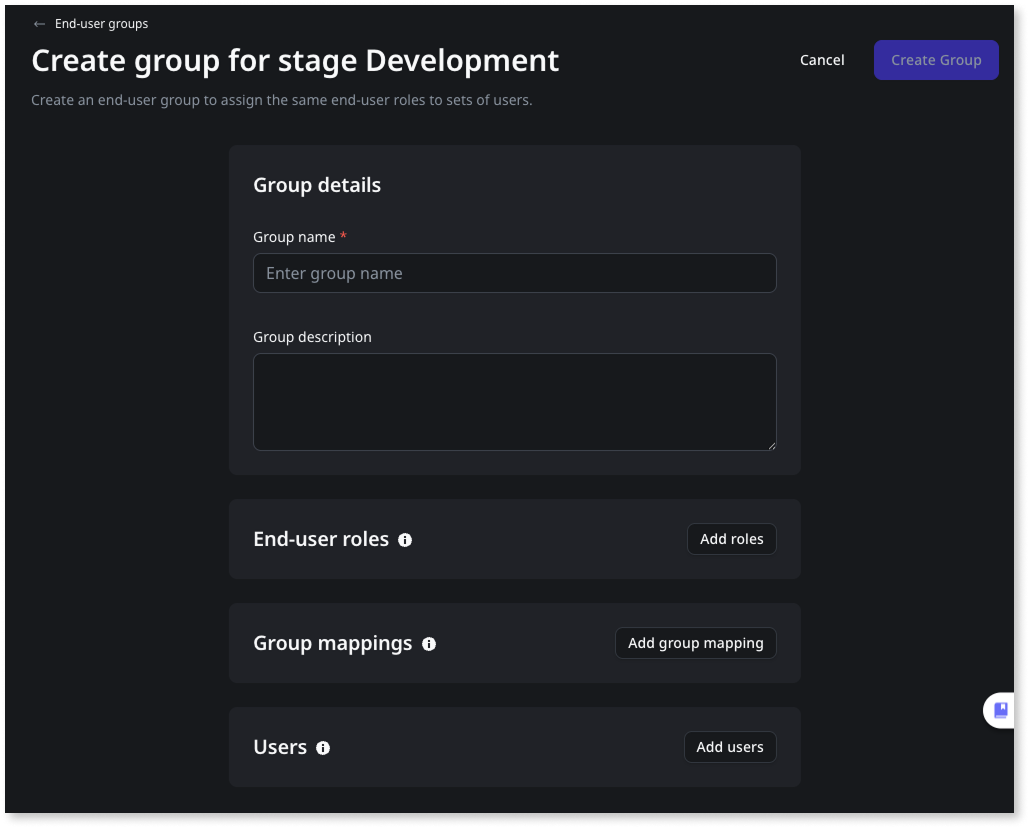 ← End-user groups
Create group for stage Development
Cancel
Create Group
Create an end-user group to assign the same end-user roles to sets of users.
Group details
Group name *
Enter group name
Group description
End-user roles
Add roles
Group mappings
Add group mapping
Users
Add users